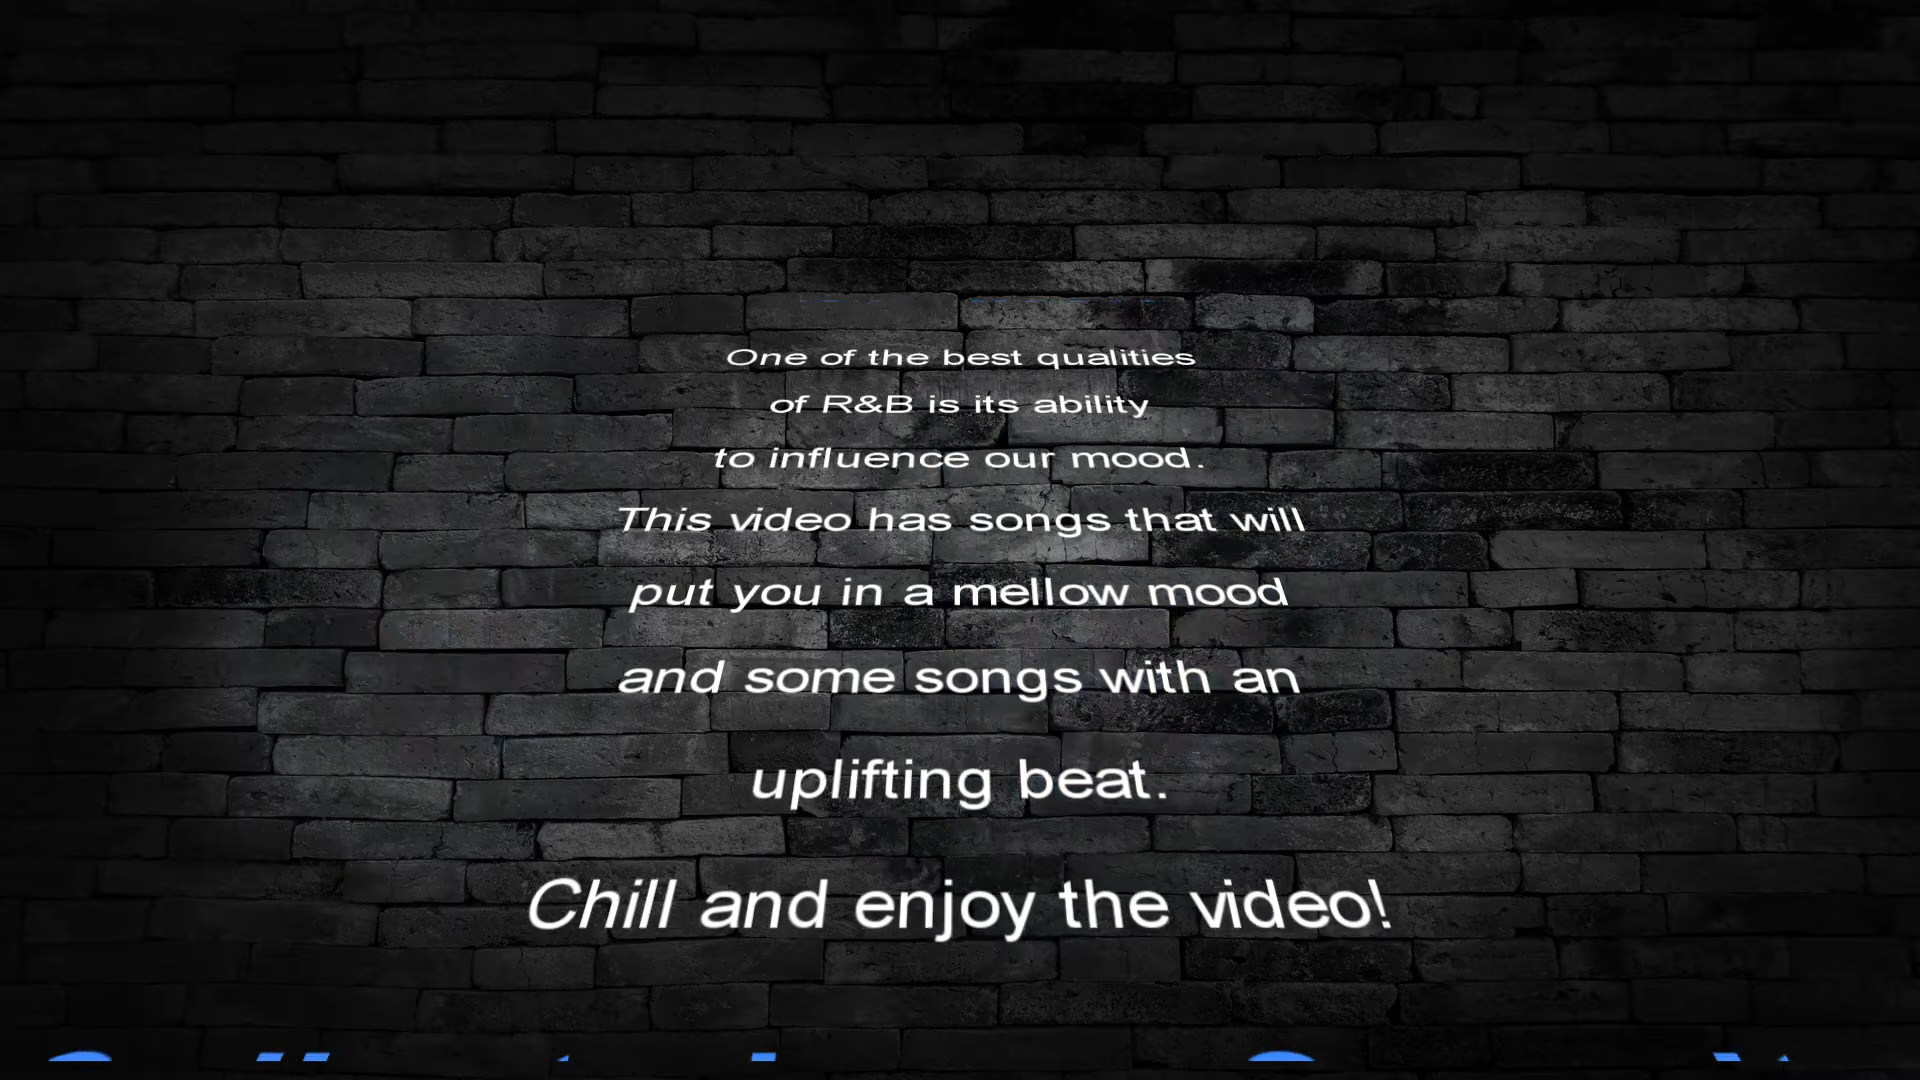 One of the best qualities
of R&B is its ability
to influence our mood.
This video has songs that will
put you in a mellow mood
and some songs with an
uplifting beat.
Chill and enjoy the video!